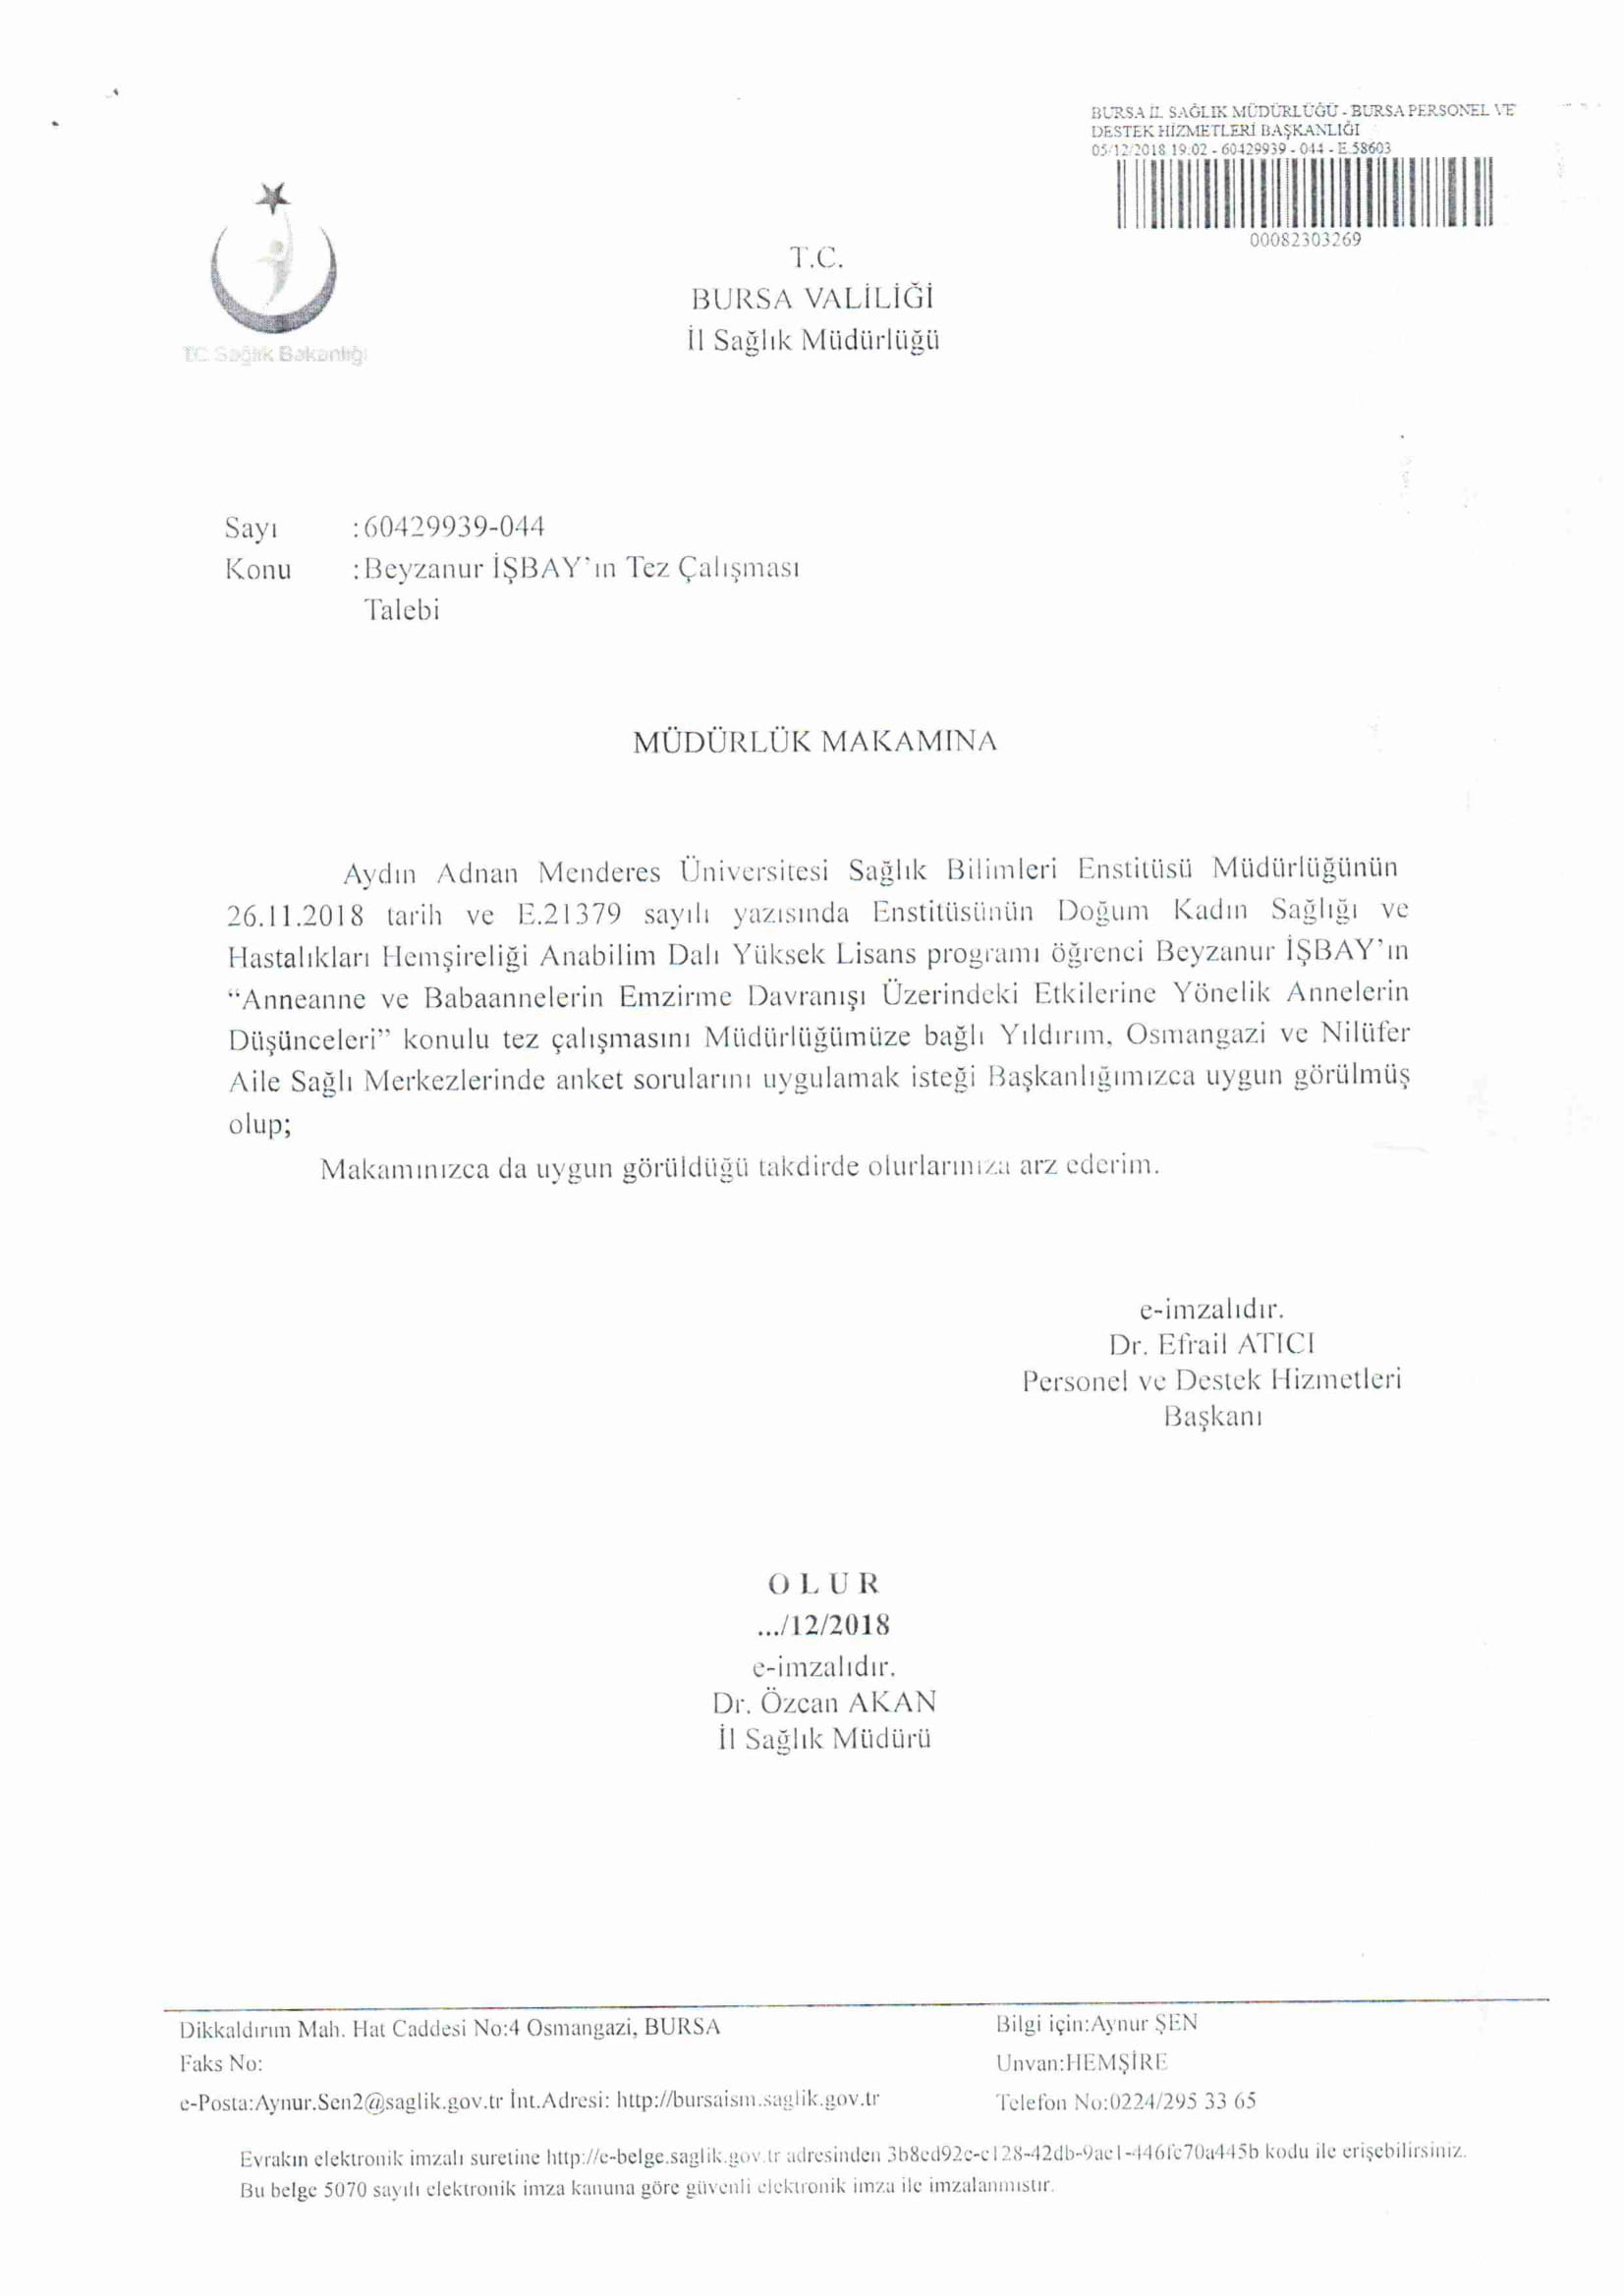 BURSA İL SAĞLIK MÜDÜRLÜĞÜ - BURSA PERSONEL VE
DESTEK HİZMETLERİ BAŞKANLIĞI
05/12/2018 19:02 - 60429939 - 044 - E.58603
00082303269
TC Sağlık Bakanlığı
T.C.
BURSA VALİLİĞİ
İl Sağlık Müdürlüğü
Sayı :60429939-044
Konu :Beyzanur İŞBAY'ın Tez Çalışması
Talebi
MÜDÜRLÜK MAKAMINA
Aydın Adnan Menderes Üniversitesi Sağlık Bilimleri Enstitüsü Müdürlüğünün
26.11.2018 tarih ve E.21379 sayılı yazısında Enstitüsünün Doğum Kadın Sağlığı ve
Hastalıkları Hemşireliği Anabilim Dalı Yüksek Lisans programı öğrenci Beyzanur İŞBAY'ın
“Anneanne ve Babaannelerin Emzirme Davranışı Üzerindeki Etkilerine Yönelik Annelerin
Düşünceleri” konulu tez çalışmasını Müdürlüğümüze bağlı Yıldırım, Osmangazi ve Nilüfer
Aile Sağlı Merkezlerinde anket sorularını uygulamak isteği Başkanlığımızca uygun görülmüş
olup;
Makamınızca da uygun görüldüğü takdirde olurlarınıza arz ederim.
e-imzalıdır.
Dr. Efrail ATICI
Personel ve Destek Hizmetleri
Başkanı
O L U R
.../12/2018
e-imzalıdır.
Dr. Özcan AKAN
İl Sağlık Müdürü
Dikkaldırım Mah. Hat Caddesi No:4 Osmangazi, BURSA
Faks No:
e-Posta:Aynur.Sen2@saglik.gov.tr İnt.Adresi: http://bursaism.saglik.gov.tr
Bilgi için:Aynur ŞEN
Unvan:HEMŞİRE
Telefon No:0224/295 33 65
Evrakın elektronik imzalı suretine http://e-belge.saglik.gov.tr adresinden 3b8cd92c-c128-42db-9ae1-446fc70a445b kodu ile erişebilirsiniz.
Bu belge 5070 sayılı elektronik imza kanuna göre güvenli elektronik imza ile imzalanmıştır.